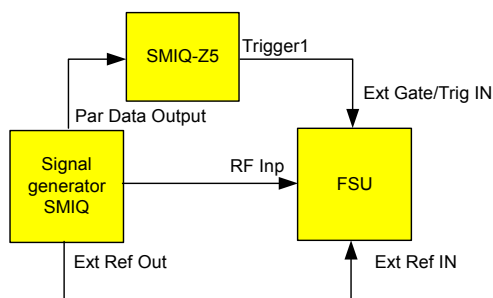 SMIQ-Z5
Trigger1
Ext Gate/Trig IN
Par Data Output
Signal
generator
SMIQ
RF Inp
FSU
Ext Ref Out
Ext Ref IN